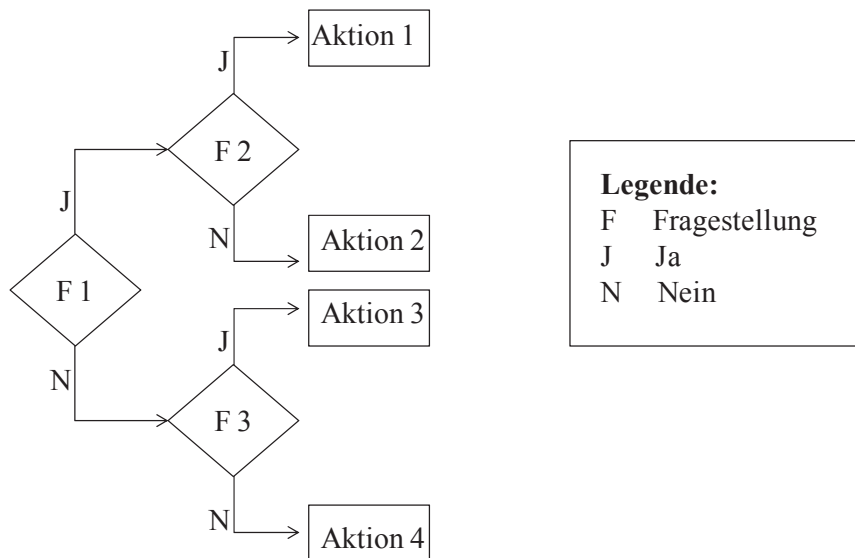 Aktion 1
J
F 2
J
N
Aktion 2
F 1
Aktion 3
N
J
F 3
N
Aktion 4
Legende:
F Fragestellung
J Ja
N Nein